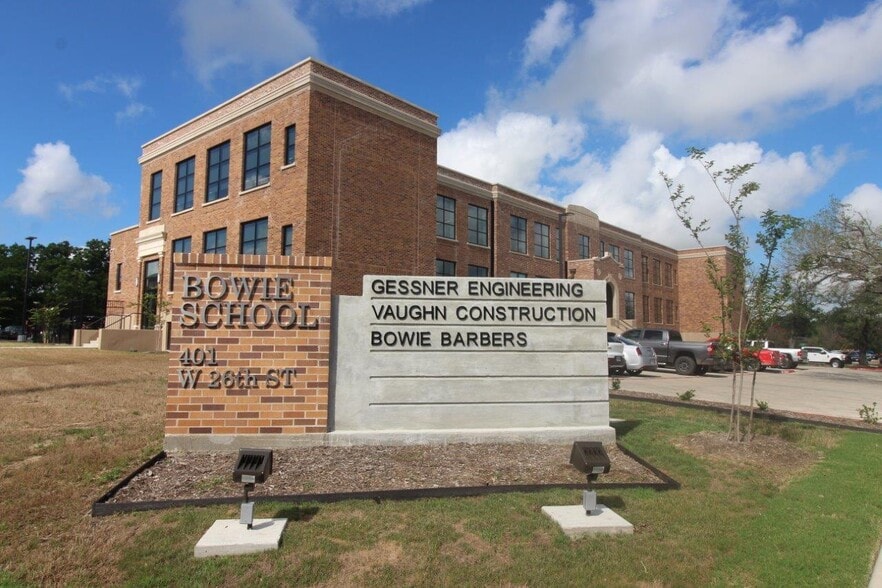 BOWIE
SCHOOL
401
W 26th ST
GESSNER ENGINEERING
VAUGHN CONSTRUCTION
BOWIE BARBERS